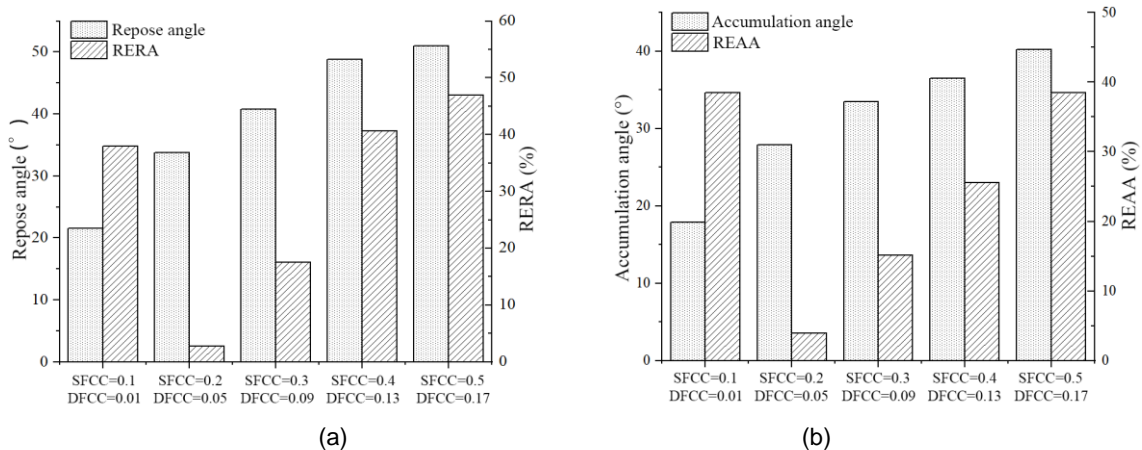 Repose angle
RERA
60
50
40
30
20
10
0
Repose angle (° )
60
50
40
30
20
10
0
RERA (%)
SFCC=0.1
DFCC=0.01
SFCC=0.2
DFCC=0.05
SFCC=0.3
DFCC=0.09
SFCC=0.4
DFCC=0.13
SFCC=0.5
DFCC=0.17
(a)
Accumulation angle
REAA
40
30
20
10
0
Accumulation angle (°)
50
40
30
20
10
0
REAA (%)
SFCC=0.1
DFCC=0.01
SFCC=0.2
DFCC=0.05
SFCC=0.3
DFCC=0.09
SFCC=0.4
DFCC=0.13
SFCC=0.5
DFCC=0.17
(b)